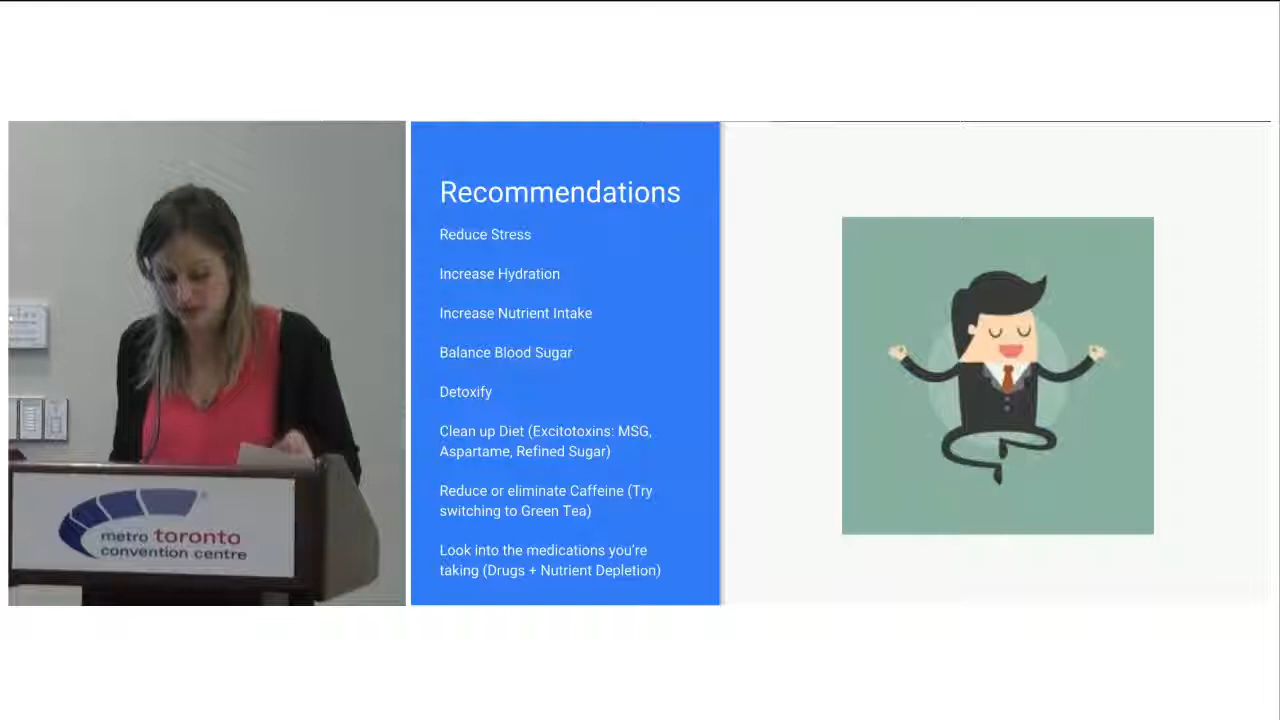 Recommendations
Reduce Stress
Increase Hydration
Increase Nutrient Intake
Balance Blood Sugar
Detoxify
Clean up Diet (Excitotoxins: MSG,
Aspartame, Refined Sugar)
Reduce or eliminate Caffeine (Try
switching to Green Tea)
Look into the medications you're
taking (Drugs + Nutrient Depletion)
metro toronto
convention centre